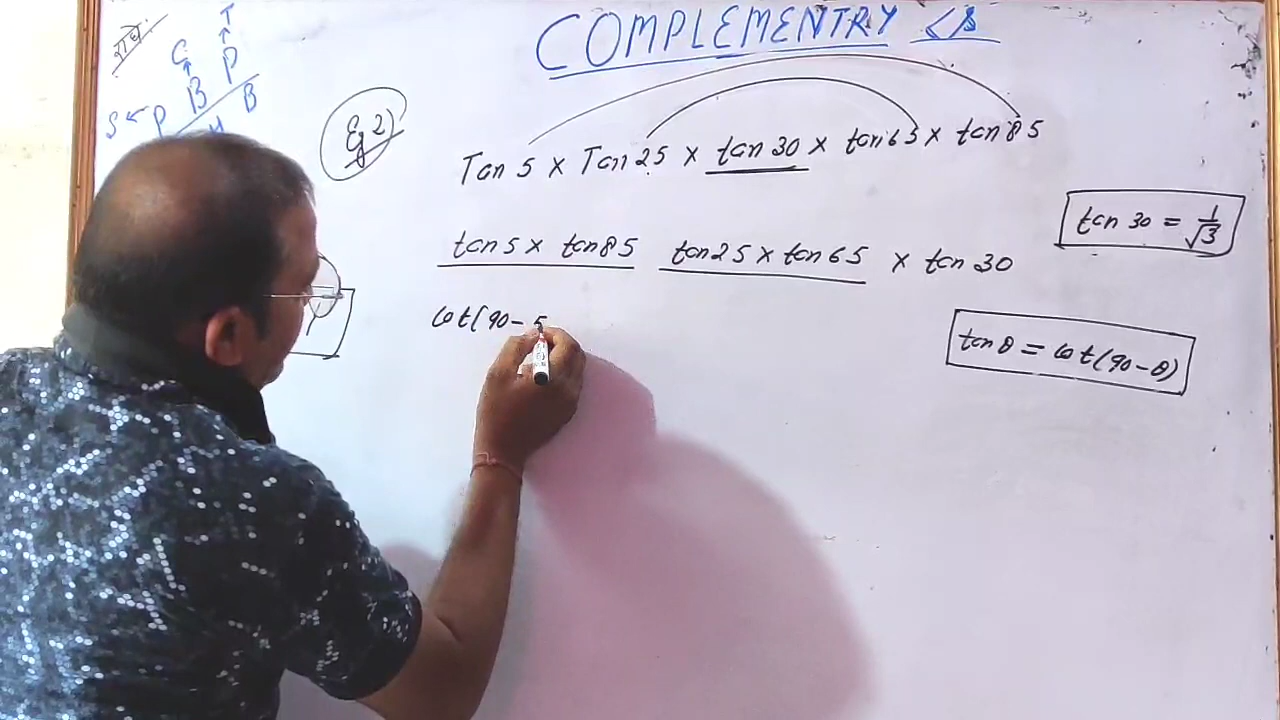 COMPLEMENTRY <s
राधे
T
C P
S ← P B B
H
Eg 2)
Tan 5 × Tan 25 × tan 30 × tan 65 × tan 85
tan 30 = 1/√3
tan 5 × tan 85 tan 25 × tan 65 × tan 30
cot(90 - 5
tan θ = cot(90 - θ)